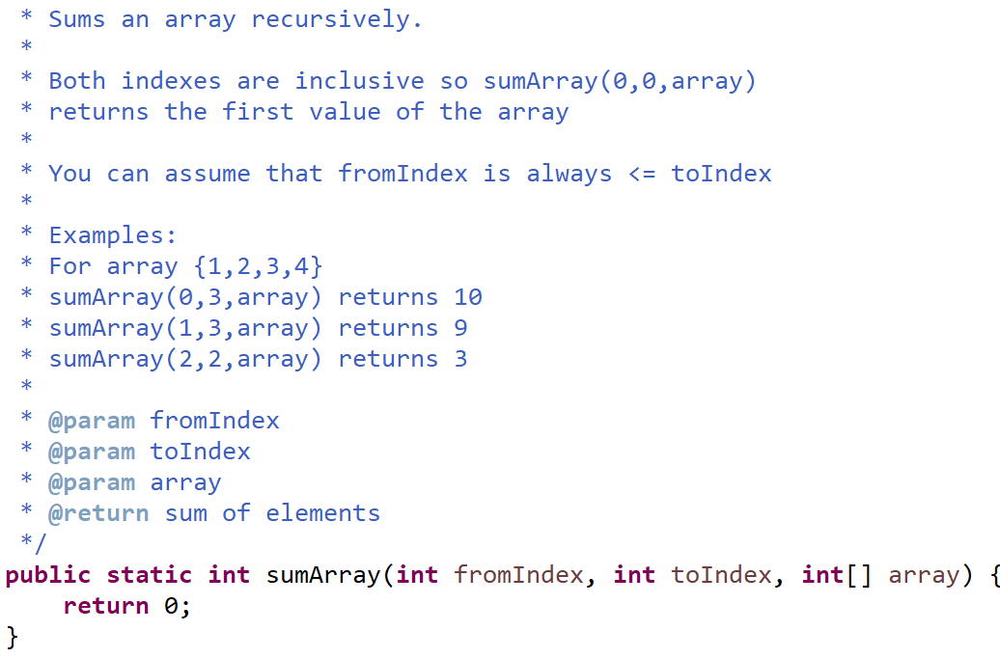 * Sums an array recursively.
*
* Both indexes are inclusive so sumArray(0,0,array)
* returns the first value of the array
*
* You can assume that fromIndex is always <= toIndex
*
* Examples:
* For array {1,2,3,4}
* sumArray(0,3,array) returns 10
* sumArray(1,3,array) returns 9
* sumArray(2,2,array) returns 3
*
* @param fromIndex
* @param toIndex
* @param array
* @return sum of elements
*/
public static int sumArray(int fromIndex, int toIndex, int[] array) {
    return 0;
}